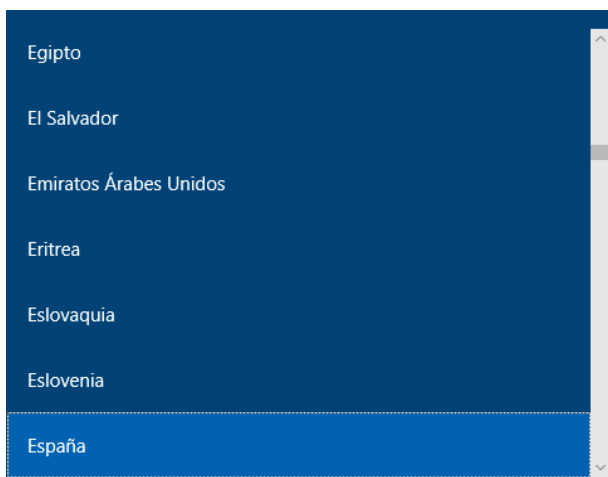 Egipto
El Salvador
Emiratos Árabes Unidos
Eritrea
Eslovaquia
Eslovenia
España